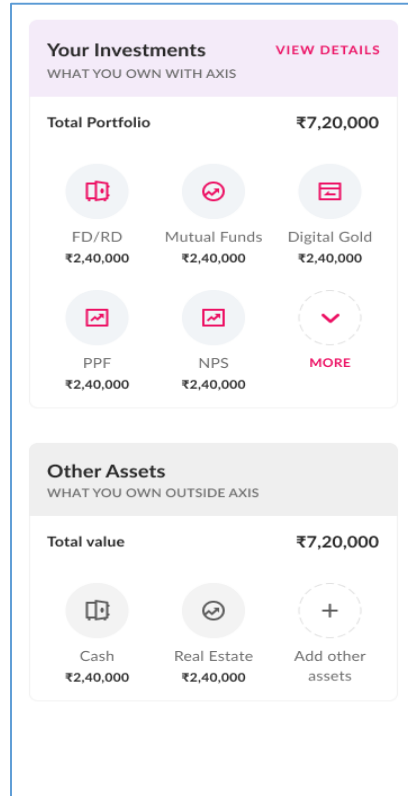 Your Investments VIEW DETAILS
WHAT YOU OWN WITH AXIS
Total Portfolio ₹7,20,000
FD/RD Mutual Funds Digital Gold
₹2,40,000 ₹2,40,000 ₹2,40,000
PPF NPS MORE
₹2,40,000 ₹2,40,000
Other Assets
WHAT YOU OWN OUTSIDE AXIS
Total value ₹7,20,000
Cash Real Estate Add other
assets
₹2,40,000 ₹2,40,000